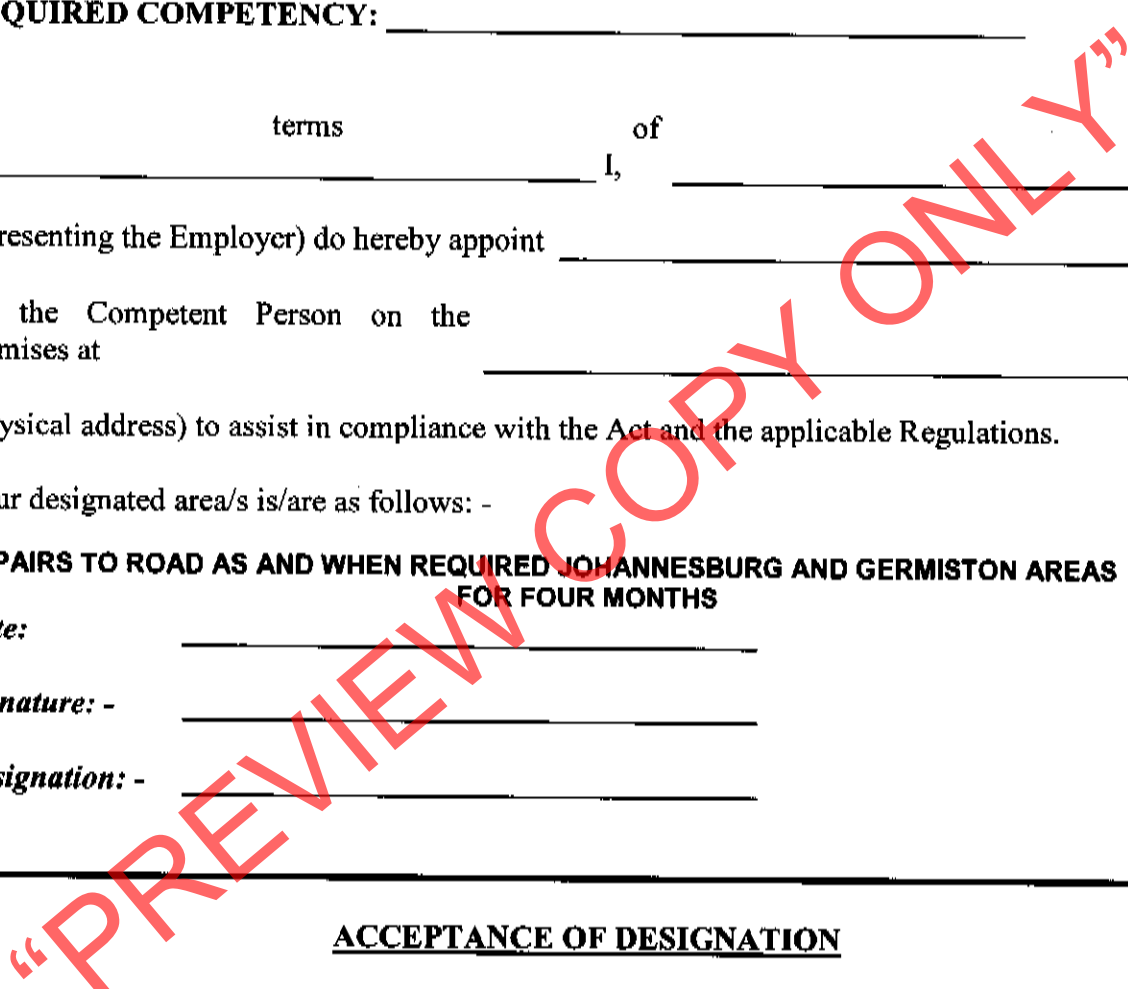 QUIRED COMPETENCY:
terms of
I,
resenting the Employer) do hereby appoint
the Competent Person on the
mises at
ysical address) to assist in compliance with the Act and the applicable Regulations.
ur designated area/s is/are as follows: -
PAIRS TO ROAD AS AND WHEN REQUIRED JOHANNESBURG AND GERMISTON AREAS
FOR FOUR MONTHS
te:
nature: -
signation: -
ACCEPTANCE OF DESIGNATION
“PREVIEW COPY ONLY”